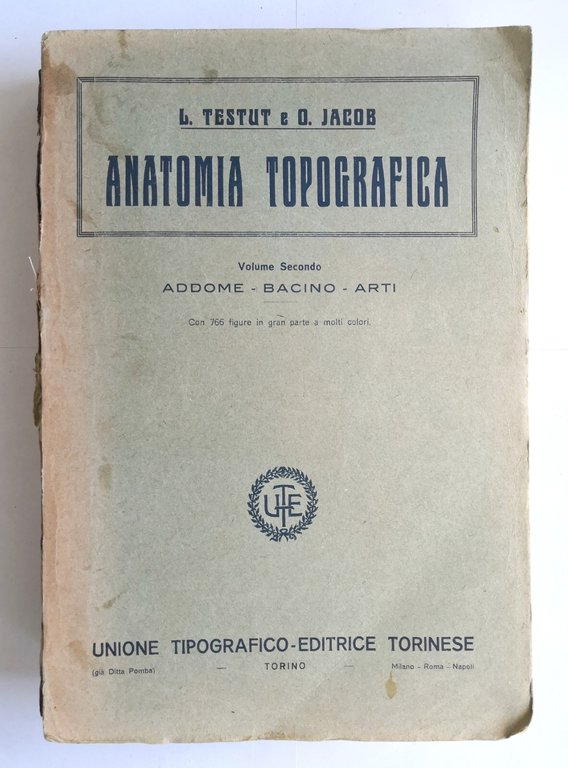 L. TESTUT e O. JACOB
ANATOMIA TOPOGRAFICA
Volume Secondo
ADDOME - BACINO - ARTI
Con 766 figure in gran parte a molti colori.
UTET
UNIONE TIPOGRAFICO-EDITRICE TORINESE
(già Ditta Pomba) — TORINO — Milano - Roma - Napoli